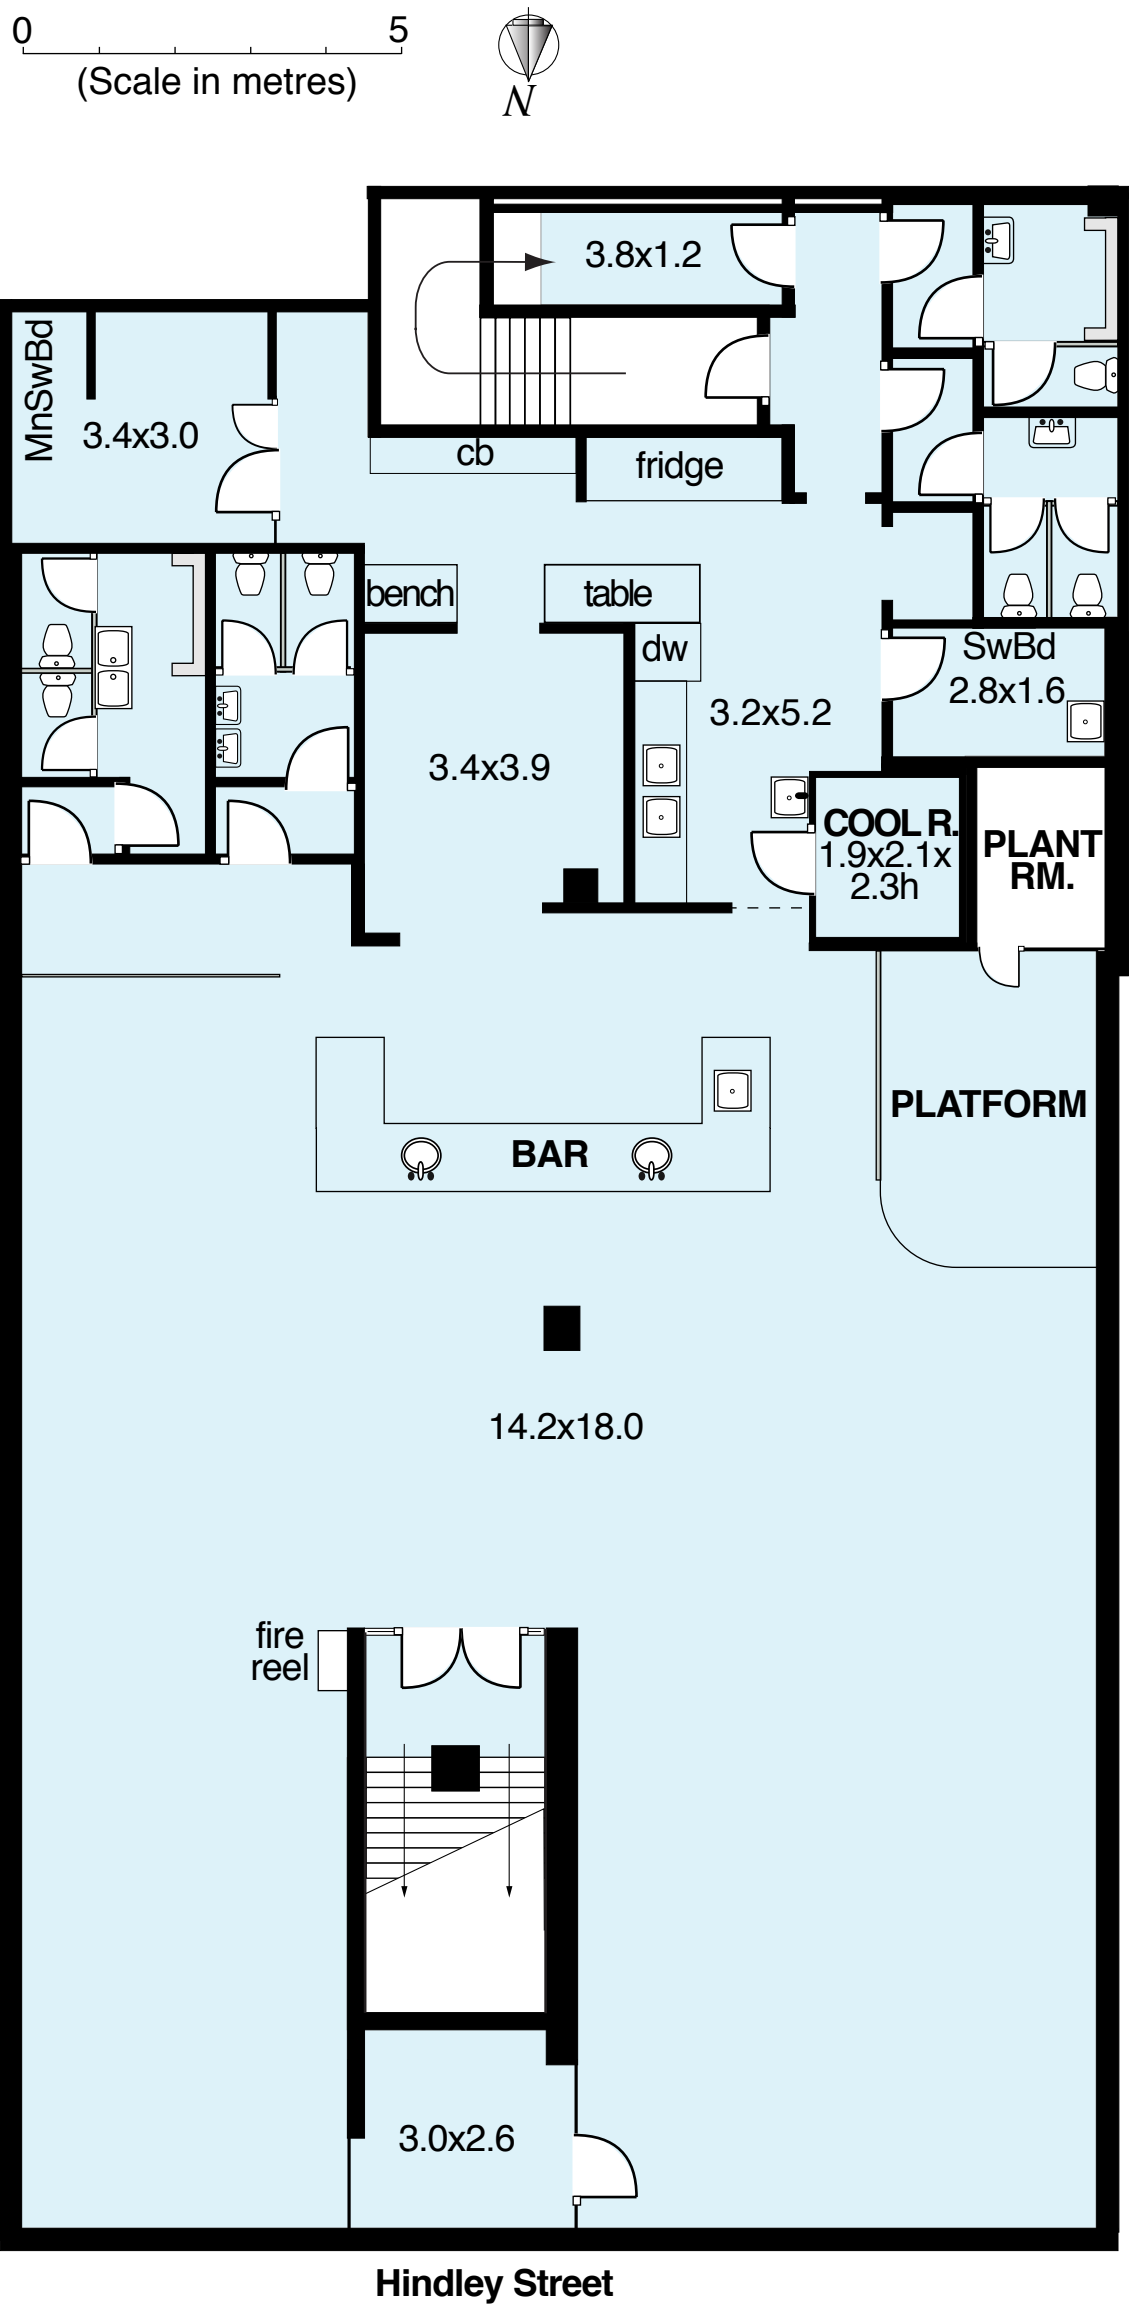 0 5
(Scale in metres)
N
3.8x1.2
MnSwBd
3.4x3.0
cb
fridge
bench
table
dw
SwBd
2.8x1.6
3.2x5.2
3.4x3.9
COOL R.
1.9x2.1x
2.3h
PLANT
RM.
PLATFORM
BAR
14.2x18.0
fire
reel
3.0x2.6
Hindley Street